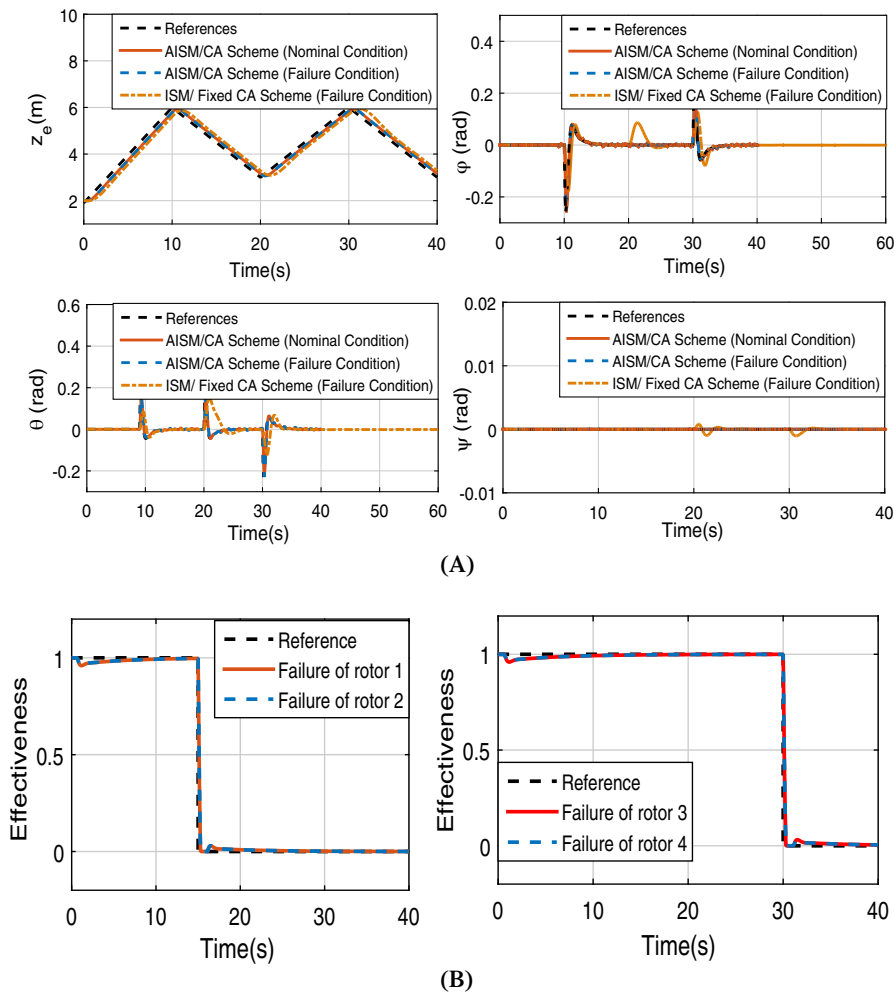 References
AISM/CA Scheme (Nominal Condition)
AISM/CA Scheme (Failure Condition)
ISM/ Fixed CA Scheme (Failure Condition)
z_e(m)
10
8
6
4
2
0 10 20 30 40
Time(s)
References
AISM/CA Scheme (Nominal Condition)
AISM/CA Scheme (Failure Condition)
ISM/ Fixed CA Scheme (Failure Condition)
φ (rad)
0.4
0.2
0
-0.2
0 10 20 30 40 50 60
Time(s)
References
AISM/CA Scheme (Nominal Condition)
AISM/CA Scheme (Failure Condition)
ISM/ Fixed CA Scheme (Failure Condition)
θ (rad)
0.6
0.4
0.2
0
-0.2
0 10 20 30 40 50 60
Time(s)
References
AISM/CA Scheme (Nominal Condition)
AISM/CA Scheme (Failure Condition)
ISM/ Fixed CA Scheme (Failure Condition)
ψ (rad)
0.02
0.01
0
-0.01
0 10 20 30 40
Time(s)
(A)
Reference
Failure of rotor 1
Failure of rotor 2
Effectiveness
1
0.5
0
0 10 20 30 40
Time(s)
Reference
Failure of rotor 3
Failure of rotor 4
Effectiveness
1
0.5
0
0 10 20 30 40
Time(s)
(B)